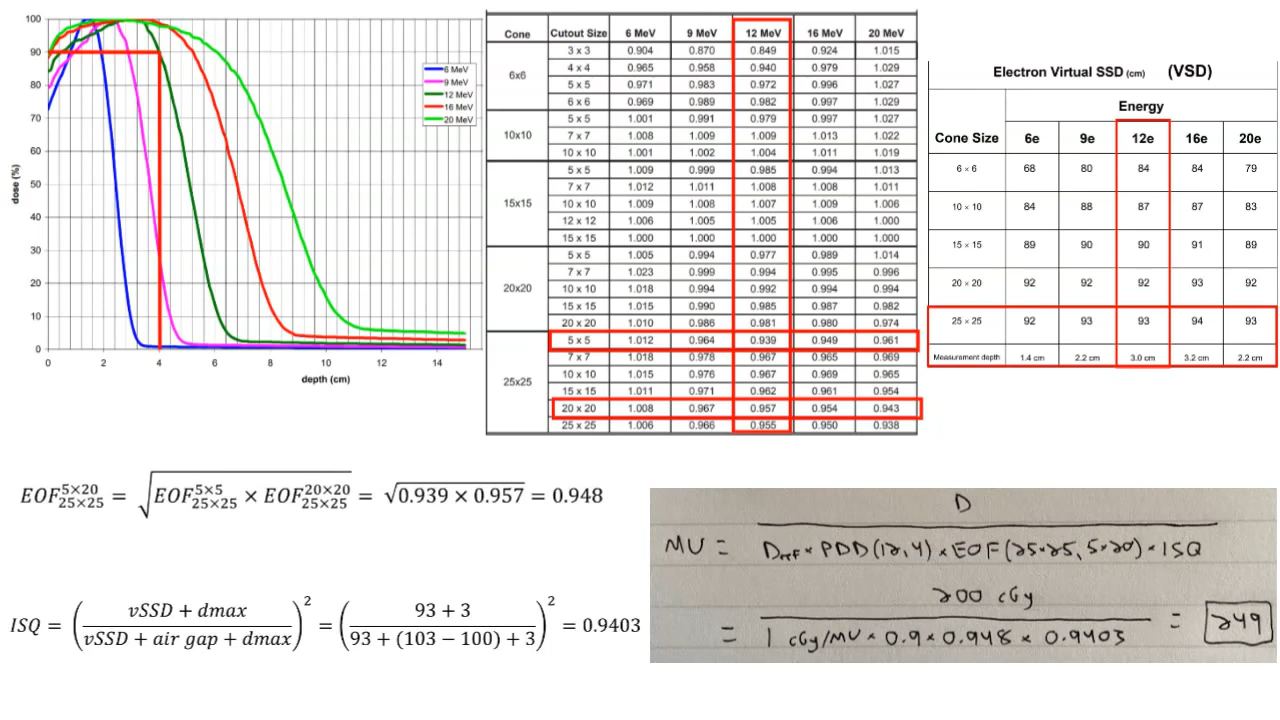 100
90
80
70
60
50
40
30
20
10
0
dose (%)
0 2 4 6 8 10 12 14
depth (cm)
6 MeV
9 MeV
12 MeV
16 MeV
20 MeV
Cone Cutout Size 6 MeV 9 MeV 12 MeV 16 MeV 20 MeV
6x6
3 x 3 0.904 0.870 0.849 0.924 1.015
4 x 4 0.965 0.958 0.940 0.979 1.029
5 x 5 0.971 0.983 0.972 0.996 1.027
6 x 6 0.969 0.989 0.982 0.997 1.029
10x10
5 x 5 1.001 0.991 0.979 0.997 1.027
7 x 7 1.008 1.009 1.009 1.013 1.022
10 x 10 1.001 1.002 1.004 1.011 1.019
15x15
5 x 5 1.009 0.999 0.985 0.994 1.013
7 x 7 1.012 1.011 1.008 1.008 1.011
10 x 10 1.009 1.008 1.007 1.009 1.006
12 x 12 1.006 1.005 1.005 1.006 1.000
15 x 15 1.000 1.000 1.000 1.000 1.000
20x20
5 x 5 1.005 0.994 0.977 0.989 1.014
7 x 7 1.023 0.999 0.994 0.995 0.996
10 x 10 1.018 0.994 0.992 0.994 0.994
15 x 15 1.015 0.990 0.985 0.987 0.982
20 x 20 1.010 0.986 0.981 0.980 0.974
25x25
5 x 5 1.012 0.964 0.939 0.949 0.961
7 x 7 1.018 0.978 0.967 0.965 0.969
10 x 10 1.015 0.976 0.967 0.969 0.965
15 x 15 1.011 0.971 0.962 0.961 0.954
20 x 20 1.008 0.967 0.957 0.954 0.943
25 x 25 1.006 0.966 0.955 0.950 0.938
Electron Virtual SSD (cm) (VSD)
Energy
Cone Size 6e 9e 12e 16e 20e
6 × 6 68 80 84 84 79
10 × 10 84 88 87 87 83
15 × 15 89 90 90 91 89
20 × 20 92 92 92 93 92
25 × 25 92 93 93 94 93
Measurement depth 1.4 cm 2.2 cm 3.0 cm 3.2 cm 2.2 cm
EOF 5×20 25×25 = √(EOF 5×5 25×25 × EOF 20×20 25×25) = √(0.939 × 0.957) = 0.948
ISQ = (vSSD + dmax / vSSD + air gap + dmax)² = (93 + 3 / 93 + (103 − 100) + 3)² = 0.9403
MU = D / Dref × PDD(12,4) × EOF(25×25, 5×20) × ISQ
= 200 cGy / 1 cGy/MU × 0.9 × 0.948 × 0.9403 = 249